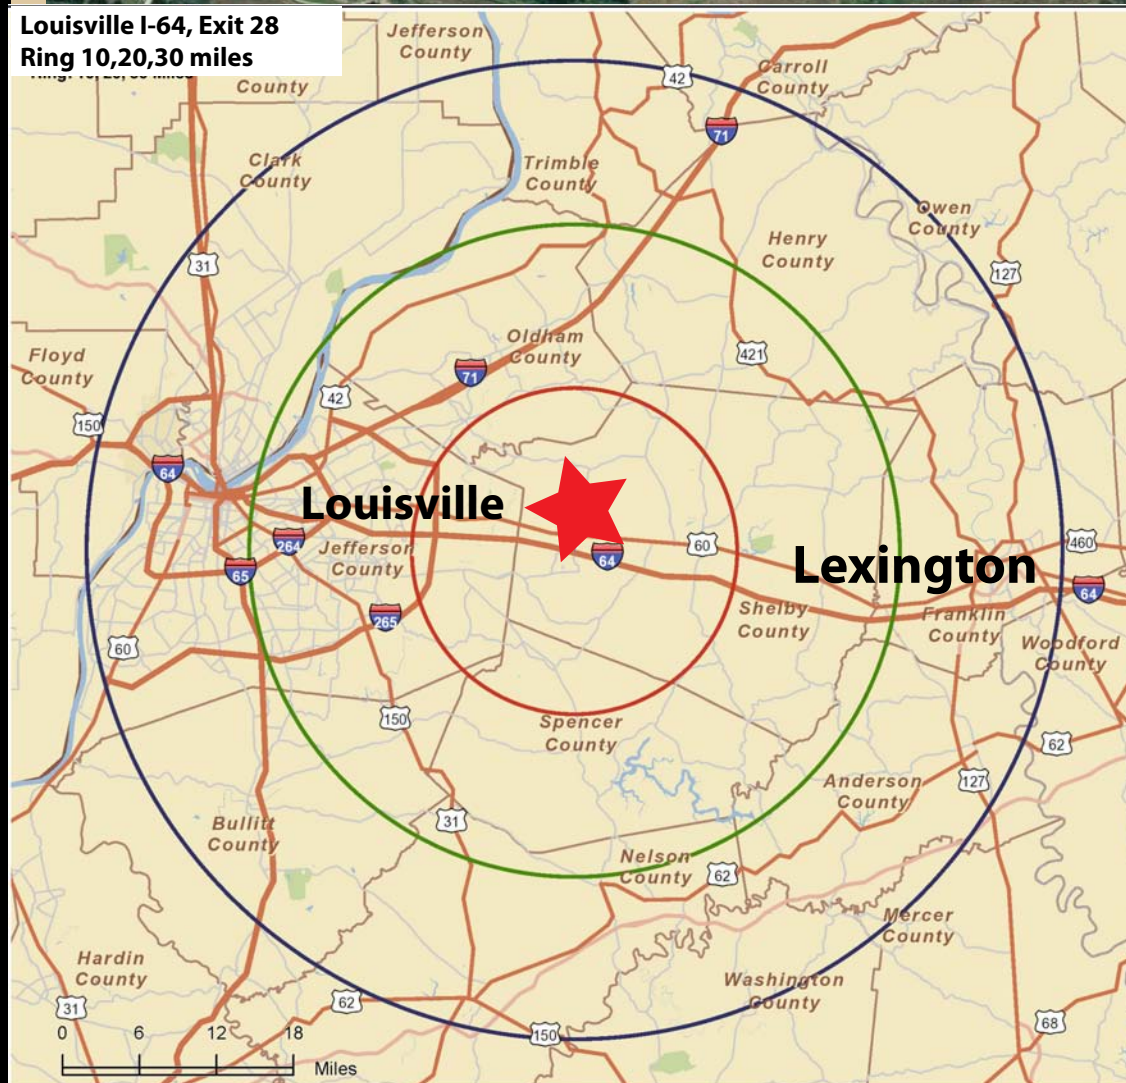 Louisville I-64, Exit 28
Ring 10,20,30 miles
Jefferson
County
County
42
Carroll
County
71
Clark
County
Trimble
County
Owen
County
31
Henry
County
127
Floyd
County
Oldham
County
421
71
42
150
64
Louisville
264
Jefferson
County
65
64
60
Lexington
460
64
265
Shelby
County
Franklin
County
Woodford
County
60
150
Spencer
County
62
Anderson
County
127
31
Bullitt
County
Nelson
County
62
Mercer
County
Hardin
County
Washington
County
31
62
150
68
0 6 12 18
Miles